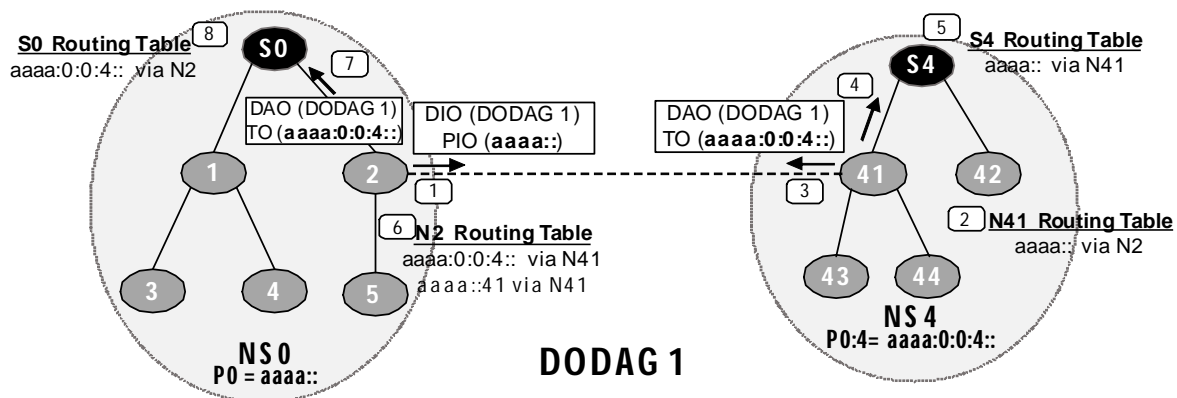 8
S0 Routing Table
aaaa:0:0:4:: via N2
S0
7
DAO (DODAG 1)
TO (aaaa:0:0:4::)
DIO (DODAG 1)
PIO (aaaa::)
1
2
1
6
N2 Routing Table
aaaa:0:0:4:: via N41
aaaa::41 via N41
3
4
5
NS0
P0 = aaaa::
DODAG 1
5
S4 Routing Table
aaaa:: via N41
S4
4
DAO (DODAG 1)
TO (aaaa:0:0:4::)
3
41
42
2
N41 Routing Table
aaaa:: via N2
43
44
NS4
P0:4= aaaa:0:0:4::